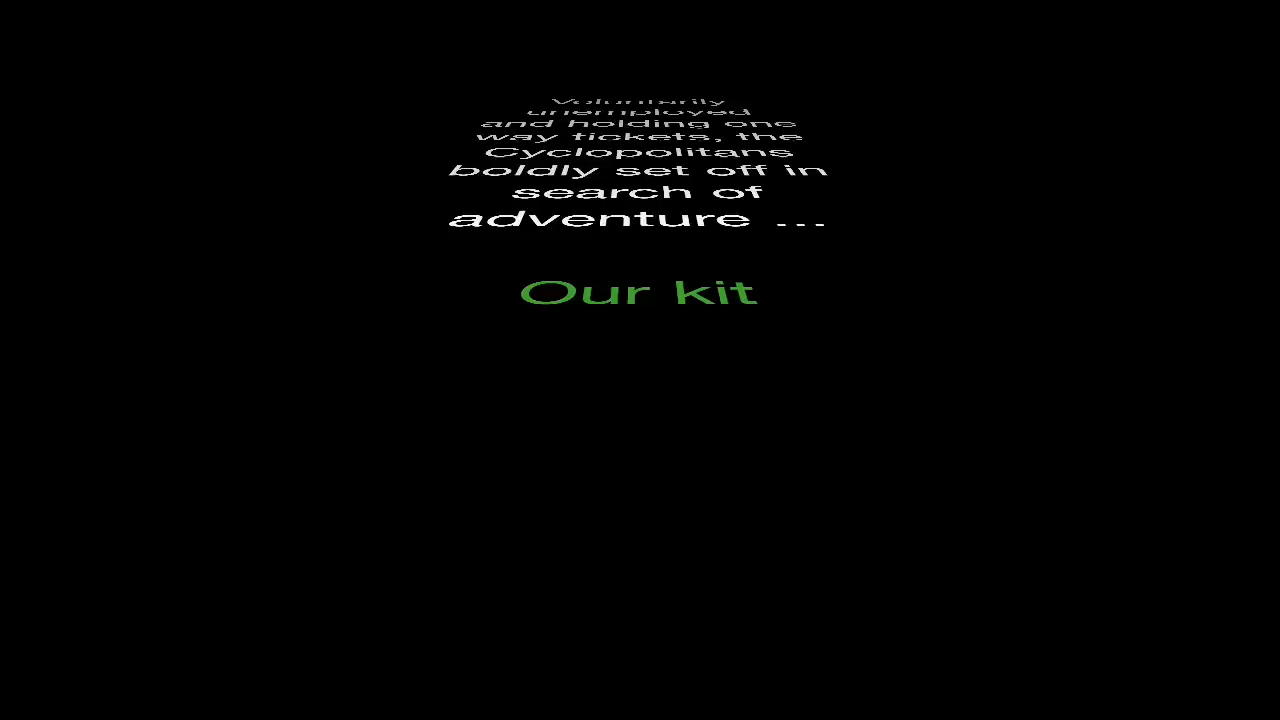 Voluntarily
unemployed
and holding one
way tickets, the
Cyclopolitans
boldly set off in
search of
adventure ...
Our kit